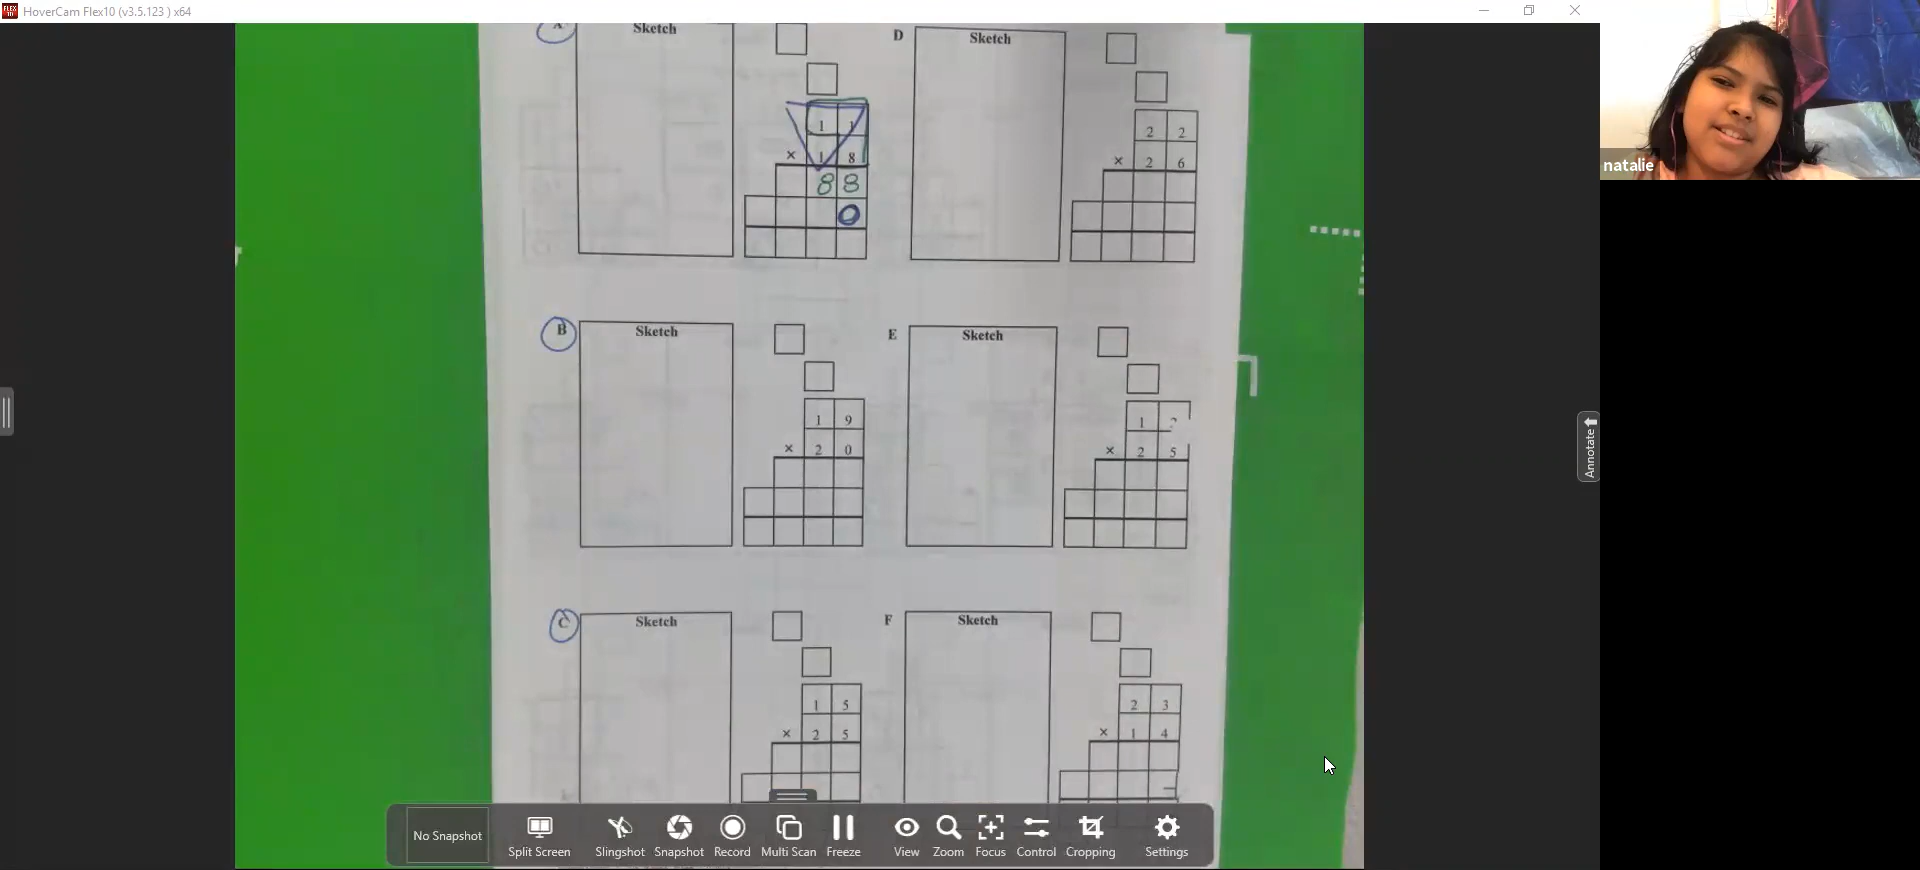 HoverCam Flex10 (v3.5.123 ) x64
FLEX 10
A Sketch
1 1
× 1 8
8 8
0
D Sketch
2 2
× 2 6
B Sketch
1 9
× 2 0
E Sketch
1
× 2 5
C Sketch
1 5
× 2 5
F Sketch
2 3
× 1 4
natalie
Annotate
No Snapshot
Split Screen
Slingshot
Snapshot
Record
Multi Scan
Freeze
View
Zoom
Focus
Control
Cropping
Settings